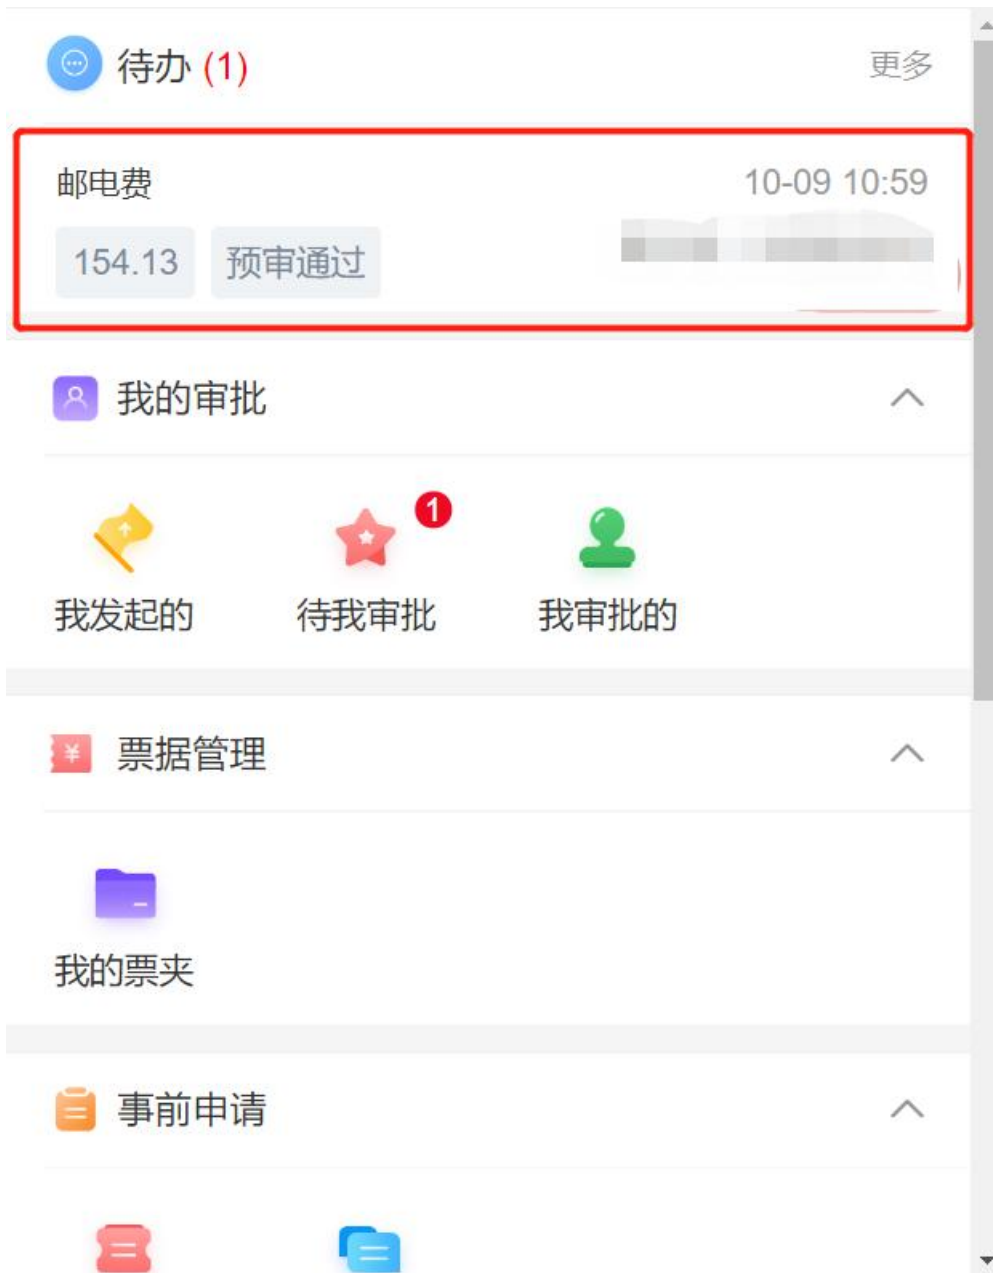 待办 (1) 更多
邮电费 10-09 10:59
154.13 预审通过
我的审批
1
我发起的 待我审批 我审批的
¥ 票据管理
我的票夹
事前申请